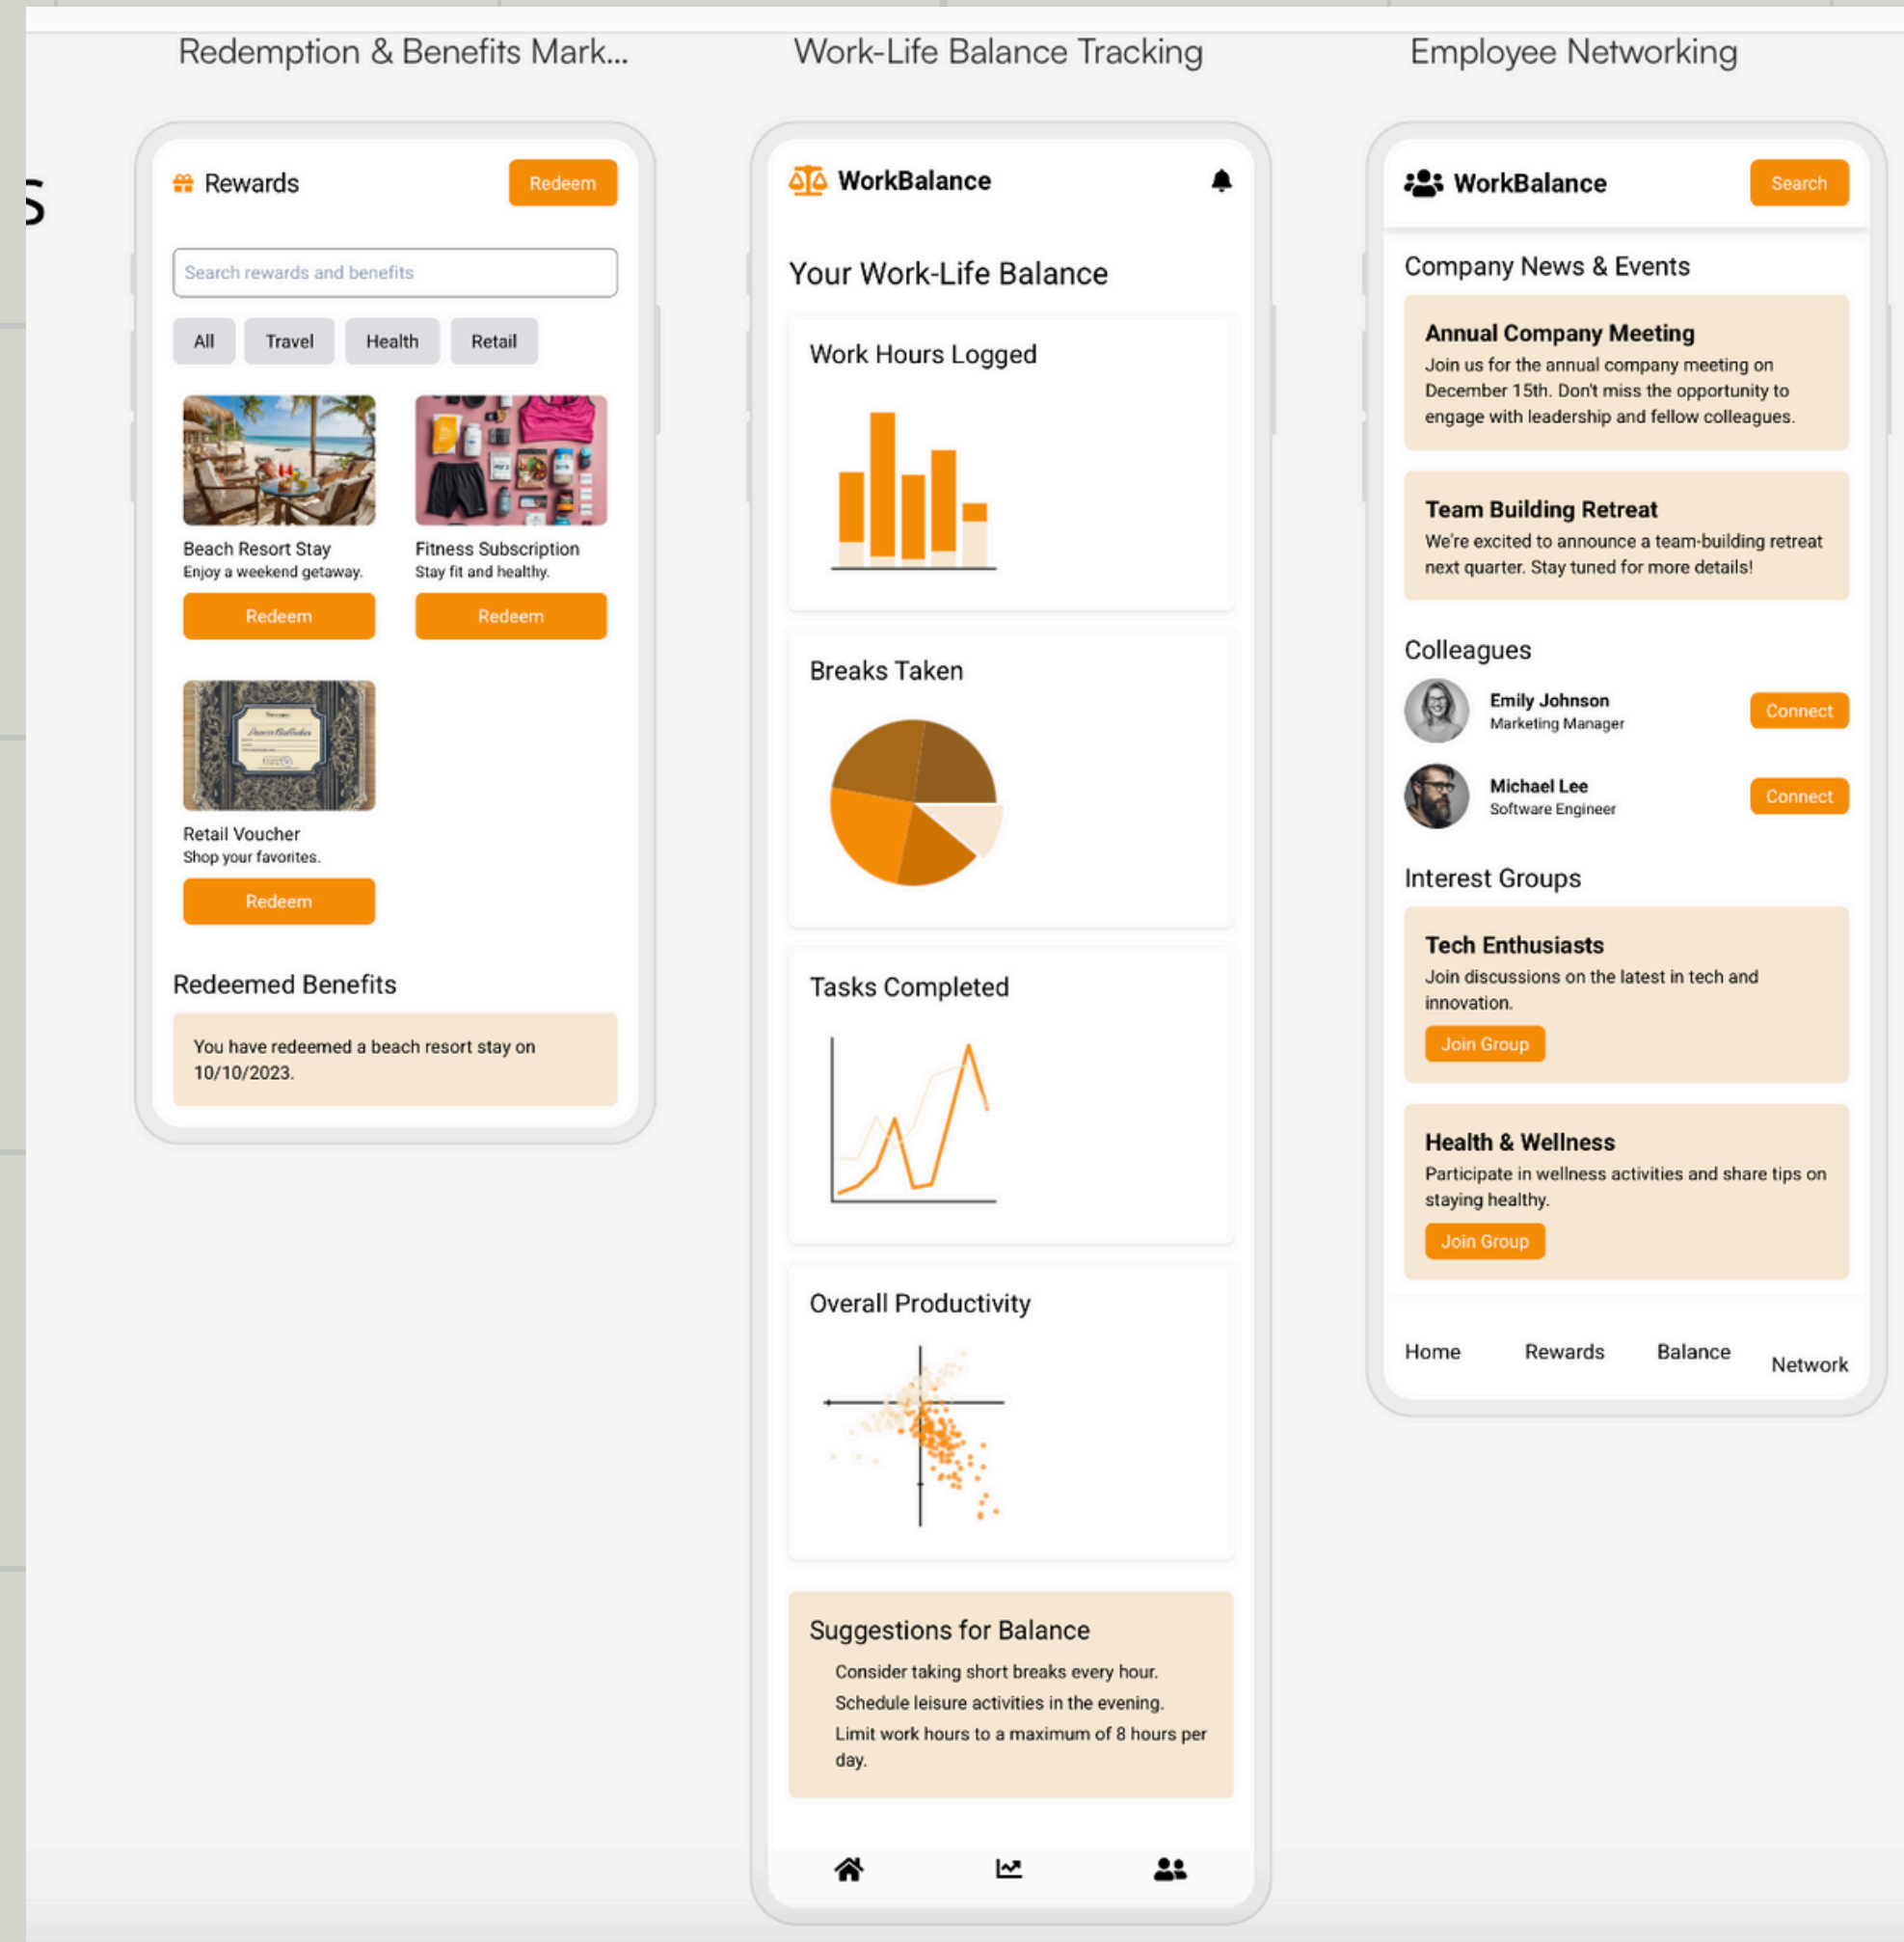 Redemption & Benefits Mark...
Work-Life Balance Tracking
Employee Networking
s
Rewards
Redeem
Search rewards and benefits
All
Travel
Health
Retail
Beach Resort Stay
Enjoy a weekend getaway.
Redeem
Fitness Subscription
Stay fit and healthy.
Redeem
Retail Voucher
Shop your favorites.
Redeem
Redeemed Benefits
You have redeemed a beach resort stay on
10/10/2023.
WorkBalance
Your Work-Life Balance
Work Hours Logged
Breaks Taken
Tasks Completed
Overall Productivity
Suggestions for Balance
Consider taking short breaks every hour.
Schedule leisure activities in the evening.
Limit work hours to a maximum of 8 hours per
day.
WorkBalance
Search
Company News & Events
Annual Company Meeting
Join us for the annual company meeting on
December 15th. Don't miss the opportunity to
engage with leadership and fellow colleagues.
Team Building Retreat
We're excited to announce a team-building retreat
next quarter. Stay tuned for more details!
Colleagues
Emily Johnson
Marketing Manager
Connect
Michael Lee
Software Engineer
Connect
Interest Groups
Tech Enthusiasts
Join discussions on the latest in tech and
innovation.
Join Group
Health & Wellness
Participate in wellness activities and share tips on
staying healthy.
Join Group
Home
Rewards
Balance
Network